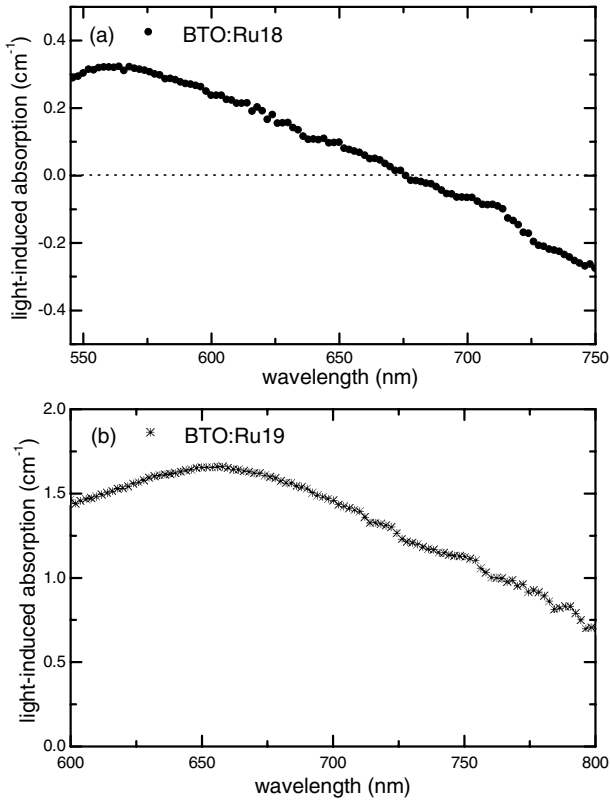 (a) BTO:Ru18
light-induced absorption (cm⁻¹)
0.4
0.2
0.0
-0.2
-0.4
550 600 650 700 750
wavelength (nm)
(b) BTO:Ru19
light-induced absorption (cm⁻¹)
2.0
1.5
1.0
0.5
0.0
600 650 700 750 800
wavelength (nm)